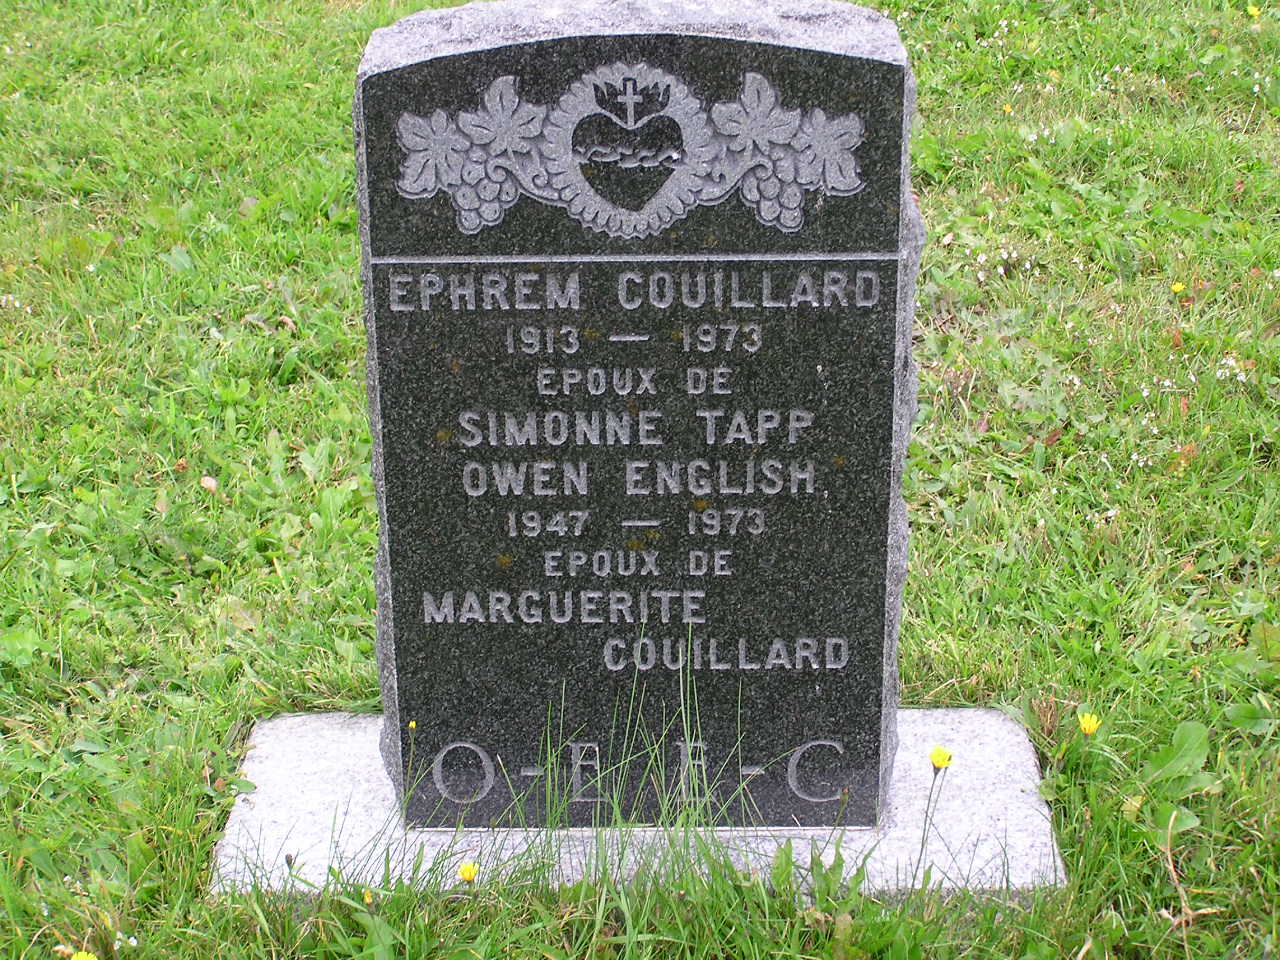 EPHREM COUILLARD
1913 — 1973
EPOUX DE
SIMONNE TAPP
OWEN ENGLISH
1947 — 1973
EPOUX DE
MARGUERITE
COUILLARD
O-E E-C